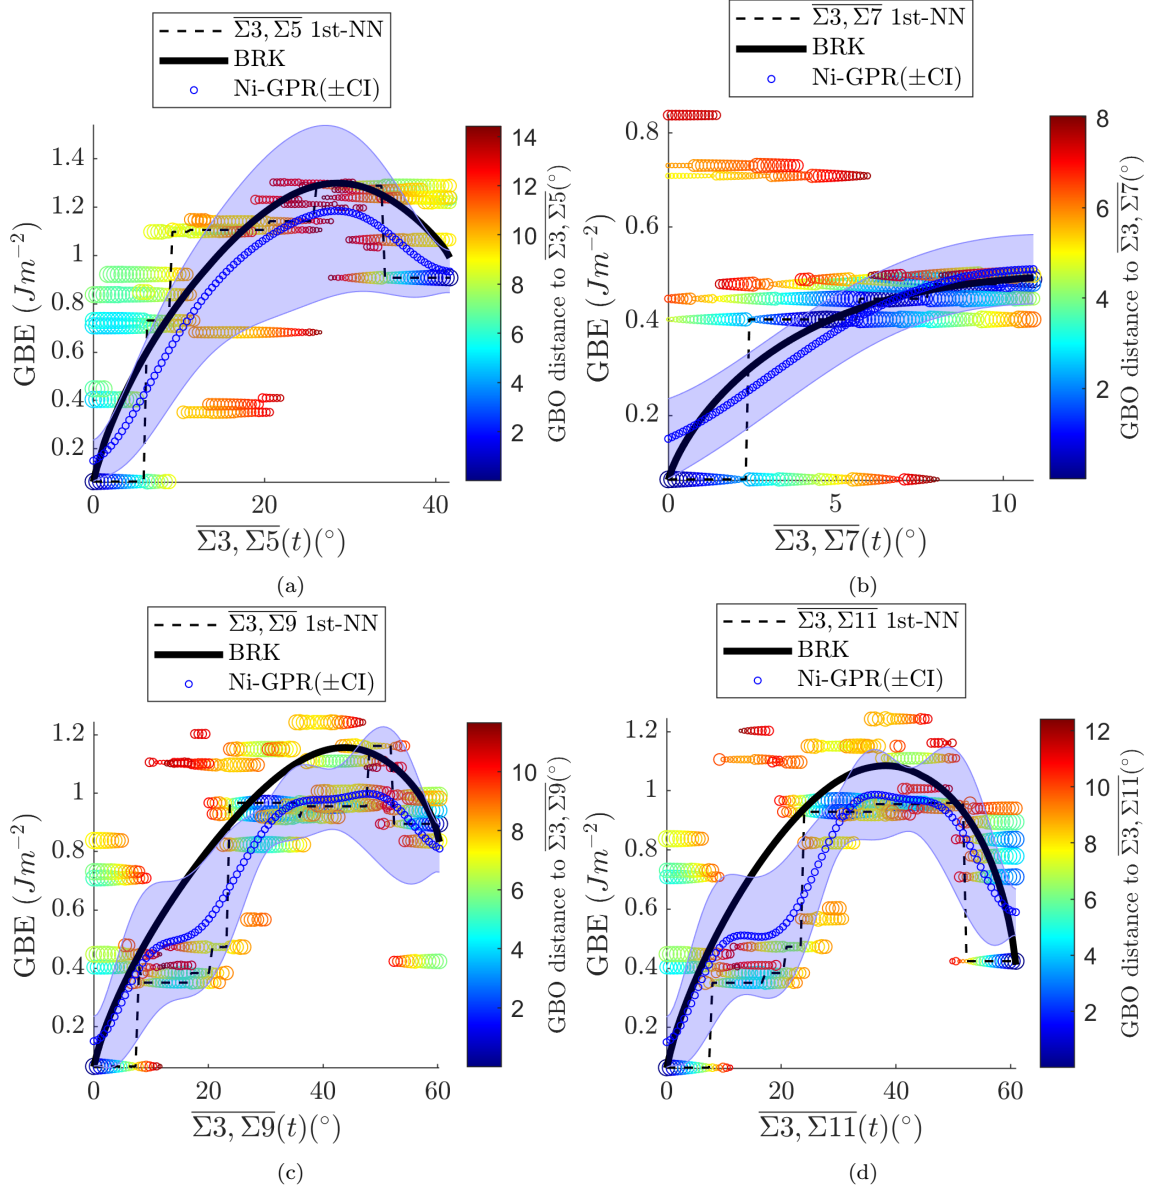 Σ3, Σ5 1st-NN
BRK
Ni-GPR(±CI)
GBE (Jm⁻²)
1.4
1.2
1
0.8
0.6
0.4
0.2
0
20
40
Σ3, Σ5(t)(°)
14
12
10
8
6
4
2
GBO distance to Σ3, Σ5(°)
(a)
Σ3, Σ7 1st-NN
BRK
Ni-GPR(±CI)
GBE (Jm⁻²)
0.8
0.6
0.4
0.2
0
5
10
Σ3, Σ7(t)(°)
8
6
4
2
GBO distance to Σ3, Σ7(°)
(b)
Σ3, Σ9 1st-NN
BRK
Ni-GPR(±CI)
GBE (Jm⁻²)
1.2
1
0.8
0.6
0.4
0.2
0
20
40
60
Σ3, Σ9(t)(°)
10
8
6
4
2
GBO distance to Σ3, Σ9(°)
(c)
Σ3, Σ11 1st-NN
BRK
Ni-GPR(±CI)
GBE (Jm⁻²)
1.2
1
0.8
0.6
0.4
0.2
0
20
40
60
Σ3, Σ11(t)(°)
12
10
8
6
4
2
GBO distance to Σ3, Σ11(°)
(d)